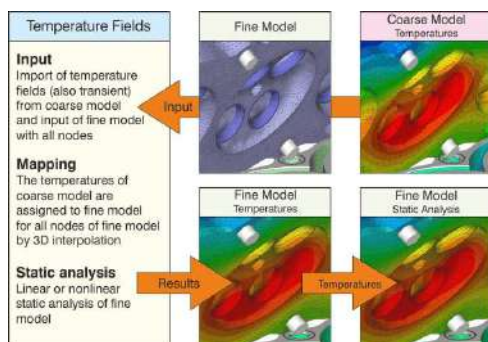 Temperature Fields
Input
Import of temperature
fields (also transient)
from coarse model
and input of fine model
with all nodes
Mapping
The temperatures of
coarse model are
assigned to fine model
for all nodes of fine model
by 3D interpolation
Static analysis
Linear or nonlinear
static analysis of fine
model
Fine Model
Coarse Model
Temperatures
Input
Fine Model
Temperatures
Fine Model
Static Analysis
Results
Temperatures